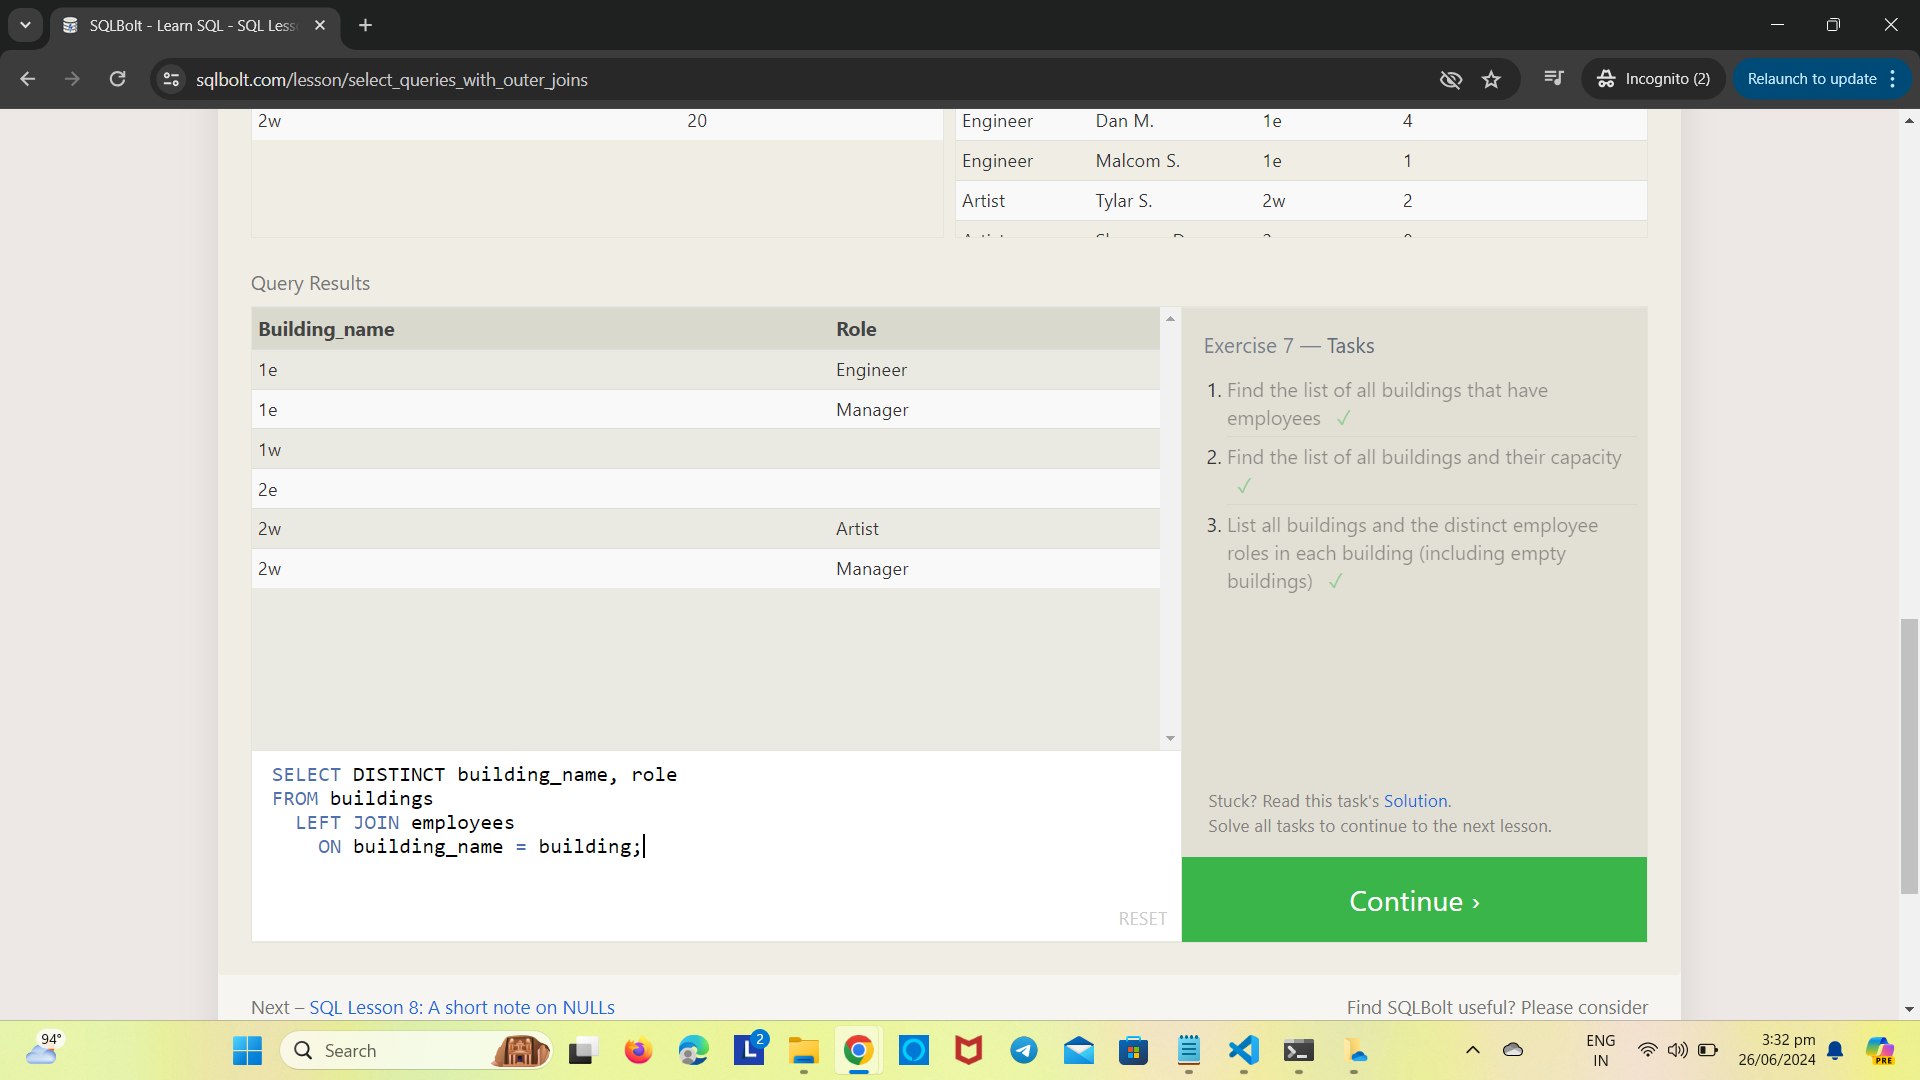 SQLBolt - Learn SQL - SQL Less
sqlbolt.com/lesson/select_queries_with_outer_joins
Incognito (2)
Relaunch to update
2w 20
Engineer Dan M. 1e 4
Engineer Malcom S. 1e 1
Artist Tylar S. 2w 2
Query Results
Building_name Role
1e Engineer
1e Manager
1w
2e
2w Artist
2w Manager
Exercise 7 — Tasks
1. Find the list of all buildings that have
employees ✓
2. Find the list of all buildings and their capacity
✓
3. List all buildings and the distinct employee
roles in each building (including empty
buildings) ✓
SELECT DISTINCT building_name, role
FROM buildings
LEFT JOIN employees
ON building_name = building;
RESET
Stuck? Read this task's Solution.
Solve all tasks to continue to the next lesson.
Continue ›
Next – SQL Lesson 8: A short note on NULLs
Find SQLBolt useful? Please consider
94°
Search
L
2
ENG
IN
3:32 pm
26/06/2024
PRE